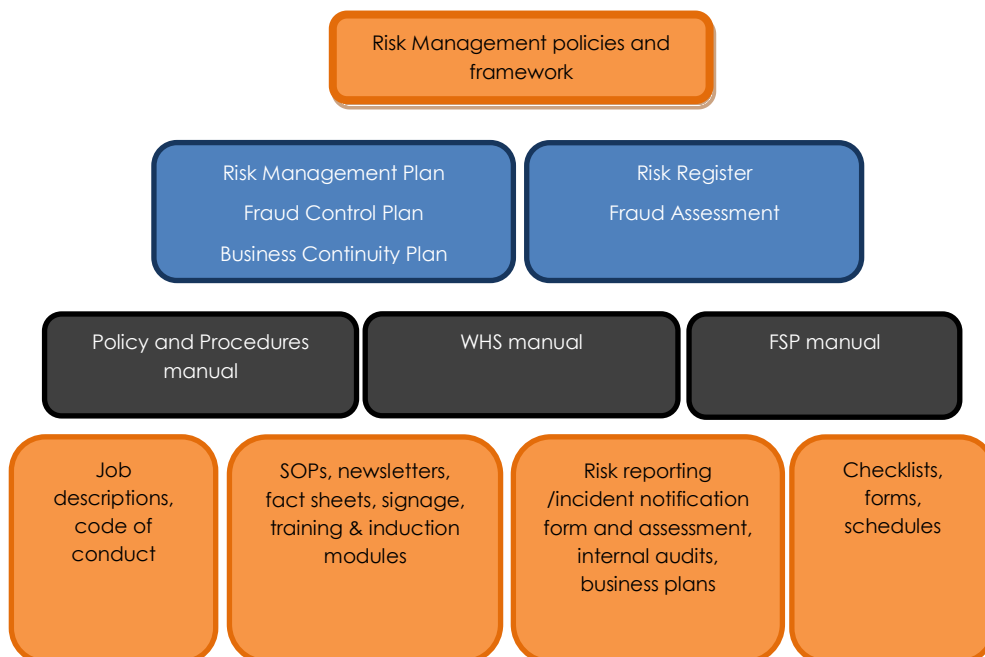 Risk Management policies and
framework
Risk Management Plan
Fraud Control Plan
Business Continuity Plan
Risk Register
Fraud Assessment
Policy and Procedures
manual
WHS manual
FSP manual
Job
descriptions,
code of
conduct
SOPs, newsletters,
fact sheets, signage,
training & induction
modules
Risk reporting
/incident notification
form and assessment,
internal audits,
business plans
Checklists,
forms,
schedules